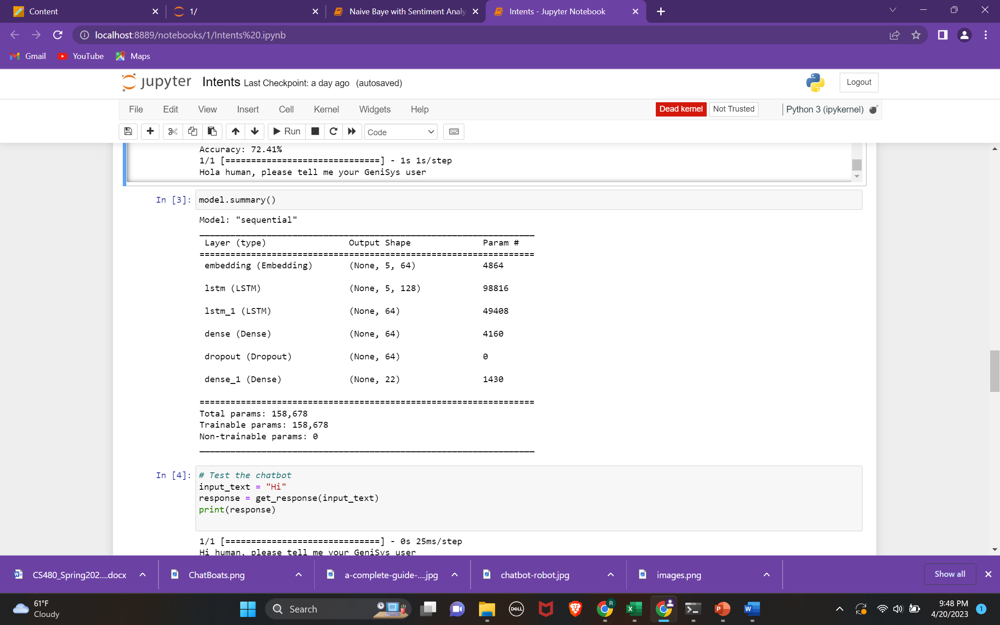 Content
1/
Naive Baye with Sentiment Analy
Intents - Jupyter Notebook
localhost:8889/notebooks/1/Intents%20.ipynb
Gmail
YouTube
Maps
jupyter Intents Last Checkpoint: a day ago (autosaved)
Logout
File Edit View Insert Cell Kernel Widgets Help
Dead kernel
Not Trusted
Python 3 (ipykernel)
Run
Code
Accuracy: 72.41%
1/1 [==============================] - 1s 1s/step
Hola human, please tell me your GeniSys user
In [3]: model.summary()
Model: "sequential"
_________________________________________________________________
Layer (type) Output Shape Param #
=================================================================
embedding (Embedding) (None, 5, 64) 4864
lstm (LSTM) (None, 5, 128) 98816
lstm_1 (LSTM) (None, 64) 49408
dense (Dense) (None, 64) 4160
dropout (Dropout) (None, 64) 0
dense_1 (Dense) (None, 22) 1430
=================================================================
Total params: 158,678
Trainable params: 158,678
Non-trainable params: 0
_________________________________________________________________
In [4]: # Test the chatbot
input_text = "Hi"
response = get_response(input_text)
print(response)
1/1 [==============================] - 0s 25ms/step
Hi human, please tell me your GeniSys user
CS480_Spring202....docx
ChatBoats.png
a-complete-guide-....jpg
chatbot-robot.jpg
images.png
Show all
61°F
Cloudy
Search
DELL
R
9:48 PM
4/20/2023
1